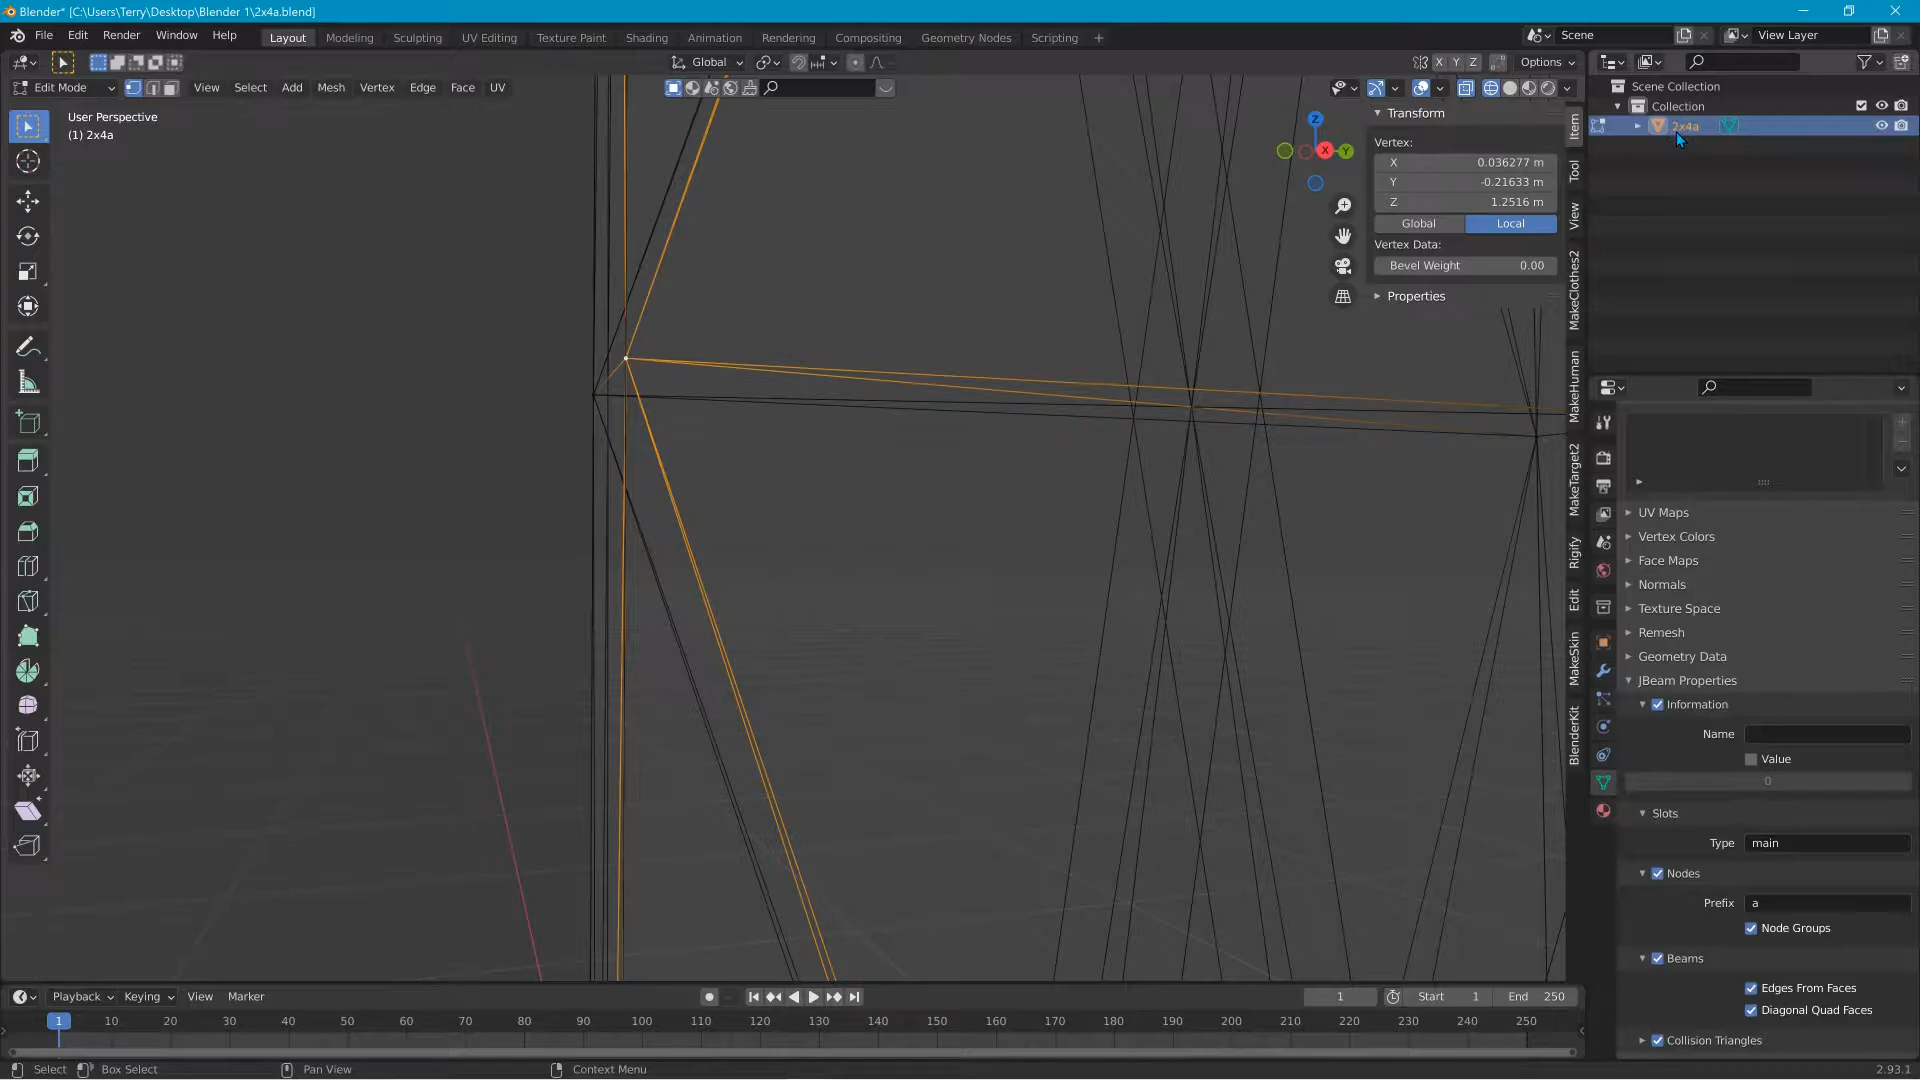 Blender* [C:\Users\Terry\Desktop\Blender 1\2x4a.blend]
File Edit Render Window Help Layout Modeling Sculpting UV Editing Texture Paint Shading Animation Rendering Compositing Geometry Nodes Scripting + Scene View Layer
Global X Y Z Options
Edit Mode View Select Add Mesh Vertex Edge Face UV
User Perspective
(1) 2x4a
Z
X
Y
Transform
Vertex:
X 0.036277 m
Y -0.21633 m
Z 1.2516 m
Global Local
Vertex Data:
Bevel Weight 0.00
Properties
Item
Tool
View
MakeClothes2
MakeHuman
MakeTarget2
Rigify
Edit
MakeSkin
BlenderKit
Scene Collection
Collection
2x4a
UV Maps
Vertex Colors
Face Maps
Normals
Texture Space
Remesh
Geometry Data
JBeam Properties
Information
Name
Value
0
Slots
Type main
Nodes
Prefix a
Node Groups
Beams
Edges From Faces
Diagonal Quad Faces
Collision Triangles
Playback Keying View Marker 1 Start 1 End 250
1 10 20 30 40 50 60 70 80 90 100 110 120 130 140 150 160 170 180 190 200 210 220 230 240 250
Select Box Select Pan View Context Menu 2.93.1